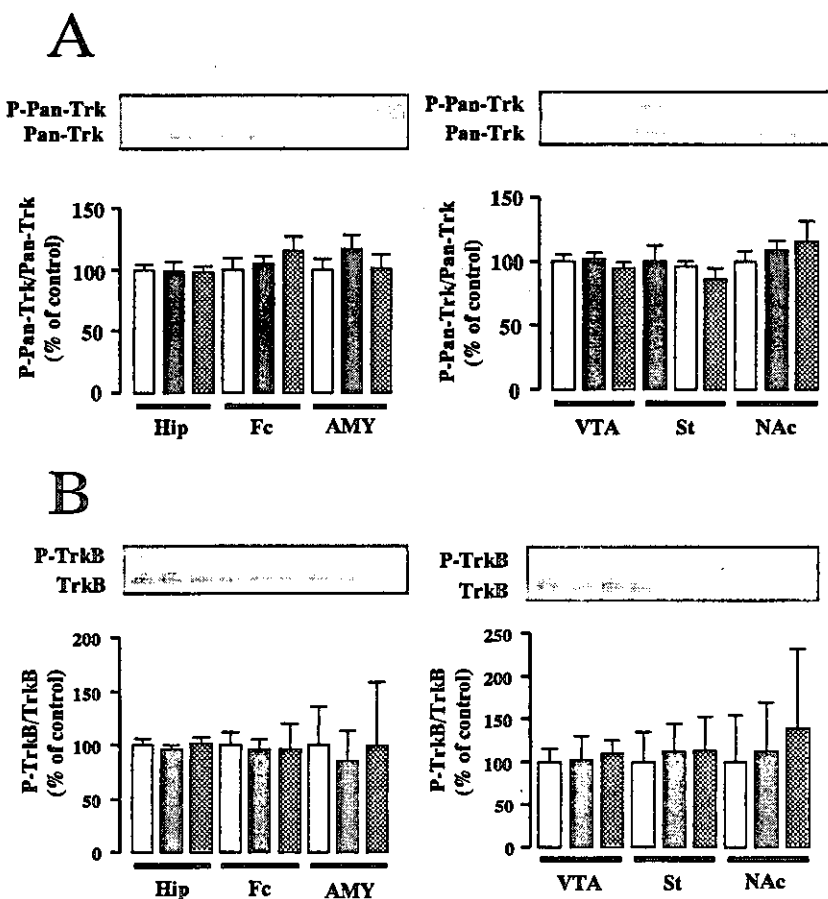 A
P-Pan-Trk
Pan-Trk
P-Pan-Trk/Pan-Trk
(% of control)
150
100
50
0
Hip Fc AMY
P-Pan-Trk
Pan-Trk
P-Pan-Trk/Pan-Trk
(% of control)
150
100
50
0
VTA St NAc
B
P-TrkB
TrkB
P-TrkB/TrkB
(% of control)
200
150
100
50
0
Hip Fc AMY
P-TrkB
TrkB
P-TrkB/TrkB
(% of control)
250
200
150
100
50
0
VTA St NAc